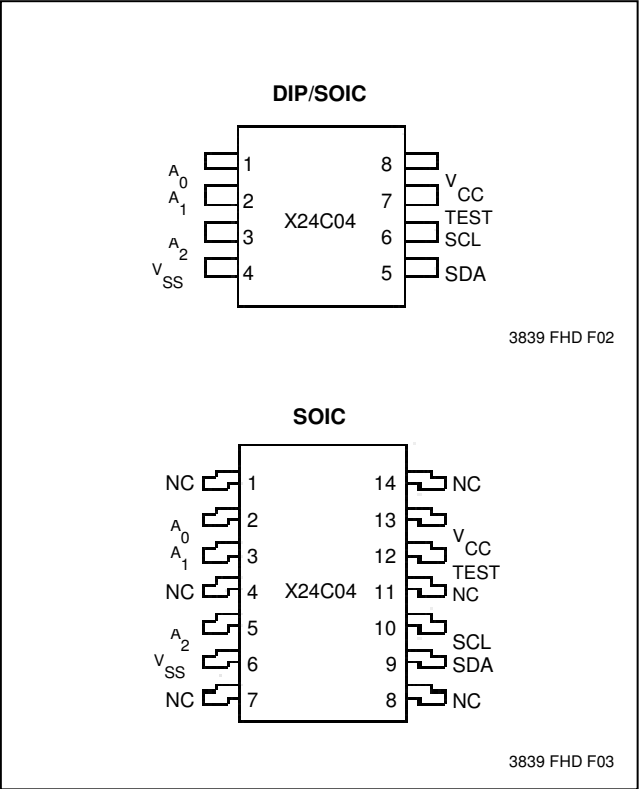 DIP/SOIC
A0 1 8 VCC
A1 2 7 TEST
X24C04
A2 3 6 SCL
VSS 4 5 SDA
3839 FHD F02
SOIC
NC 1 14 NC
A0 2 13 VCC
A1 3 12 TEST
NC 4 X24C04 11 NC
A2 5 10 SCL
VSS 6 9 SDA
NC 7 8 NC
3839 FHD F03